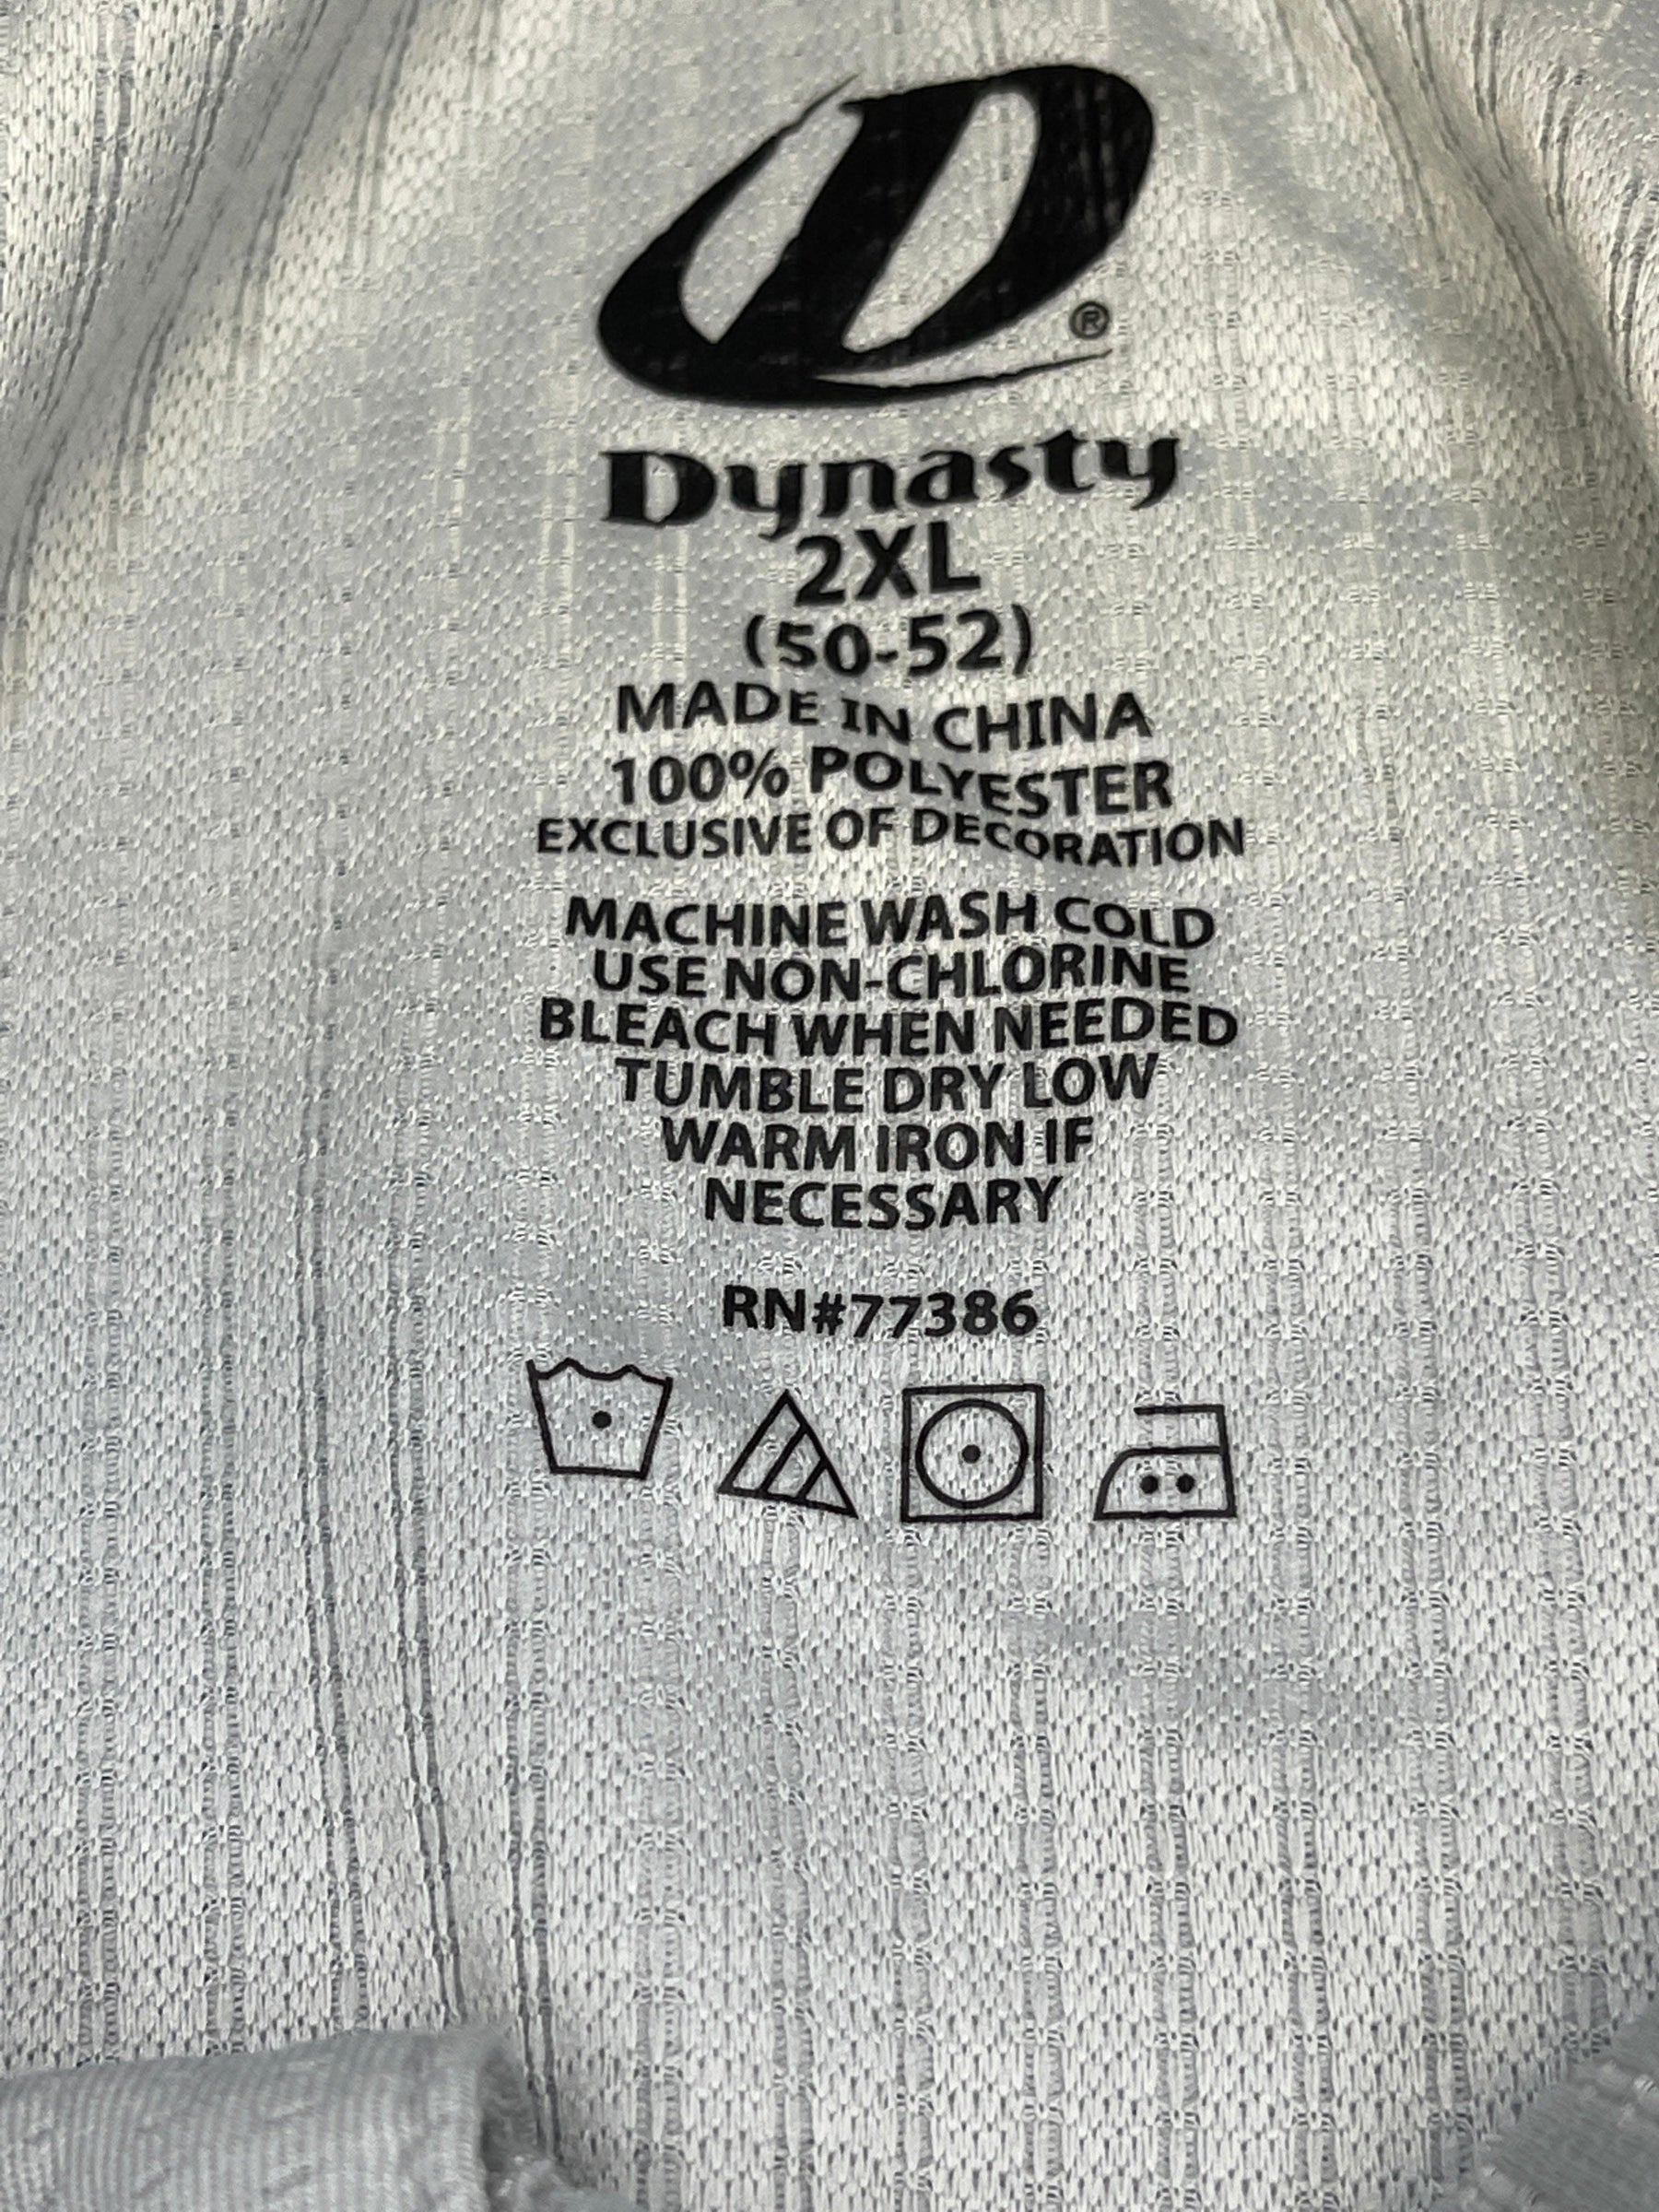 D
®
Dynasty
2XL
(50-52)
MADE IN CHINA
100% POLYESTER
EXCLUSIVE OF DECORATION
MACHINE WASH COLD
USE NON-CHLORINE
BLEACH WHEN NEEDED
TUMBLE DRY LOW
WARM IRON IF
NECESSARY
RN#77386